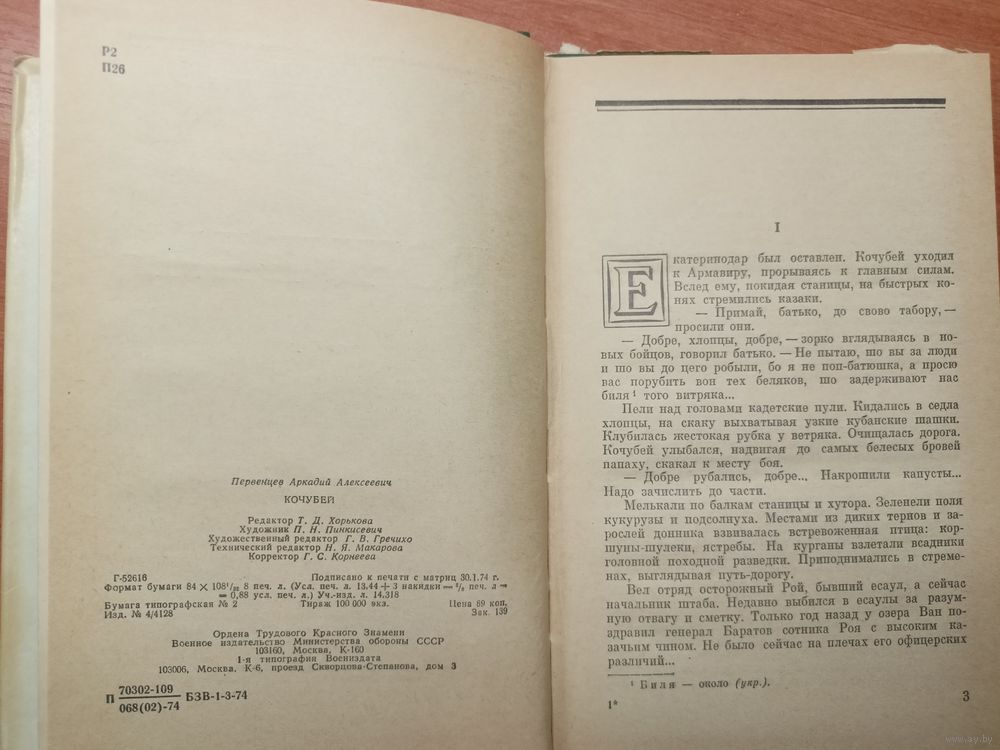 Р2
П26
Первенцев Аркадий Алексеевич
КОЧУБЕЙ
Редактор Т. Д. Хорькова
Художник П. Н. Пинкисевич
Художественный редактор Г. В. Гречихо
Технический редактор Н. Я. Макарова
Корректор Г. С. Корнеева
Г-52616 Подписано к печати с матриц 30.1.74 г.
Формат бумаги 84 × 108¹/₃₂ 8 печ. л. (Усл. печ. л. 13.44 + 3 накидки =
= 0,88 усл. печ. л.) Уч.-изд. л. 14.318
Бумага типографская № 2 Тираж 100 000 экз. Цена 69 коп.
Изд. № 4/4128 Зак. 139
Ордена Трудового Красного Знамени
Военное издательство Министерства обороны СССР
103160, Москва, К-160
1-я типография Воениздата
103006, Москва. К-6, проезд Скворцова-Степанова, дом 3
П 70302-109 БЗВ-1-3-74
068(02)-74
I
Екатеринодар был оставлен. Кочубей уходил
к Армавиру, прорываясь к главным силам.
Вслед ему, покидая станицы, на быстрых ко-
нях стремились казаки.
— Примай, батько, до свово табору, —
просили они.
— Добре, хлопцы, добре, — зорко вглядываясь в но-
вых бойцов, говорил батько. — Не пытаю, шо вы за люди
и шо вы до цего робыли, бо я не поп-батюшка, а просю
вас порубить вон тех беляков, шо задерживают нас
биля¹ того витряка...
Пели над головами кадетские пули. Кидались в седла
хлопцы, на скаку выхватывая узкие кубанские шашки.
Клубилась жестокая рубка у ветряка. Очищалась дорога.
Кочубей улыбался, надвигая до самых белесых бровей
папаху, скакал к месту боя.
— Добре рубались, добре... Накрошили капусты...
Надо зачислить до части.
Мелькали по балкам станицы и хутора. Зеленели поля
кукурузы и подсолнуха. Местами из диких тернов и за-
рослей донника взвивалась встревоженная птица: кор-
шуны-шулеки, ястребы. На курганы взлетали всадники
головной походной разведки. Приподнимались в стреме-
нах, выглядывая путь-дорогу.
Вел отряд осторожный Рой, бывший есаул, а сейчас
начальник штаба. Недавно выбился в есаулы за разум-
ную отвагу и сметку. Только год назад у озера Ван по-
здравил генерал Баратов сотника Роя с высоким ка-
зачьим чином. Не было сейчас на плечах его офицерских
различий...
¹ Биля — около (укр.).
1*
3
www.ay.by